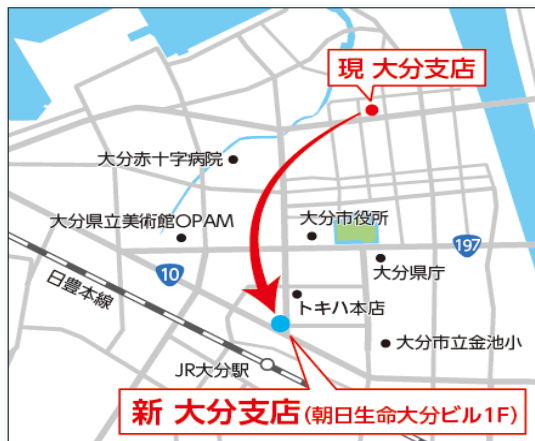 現 大分支店
大分赤十字病院
大分県立美術館OPAM
大分市役所
197
大分県庁
10
日豊本線
トキハ本店
大分市立金池小
JR大分駅
新 大分支店(朝日生命大分ビル1F)